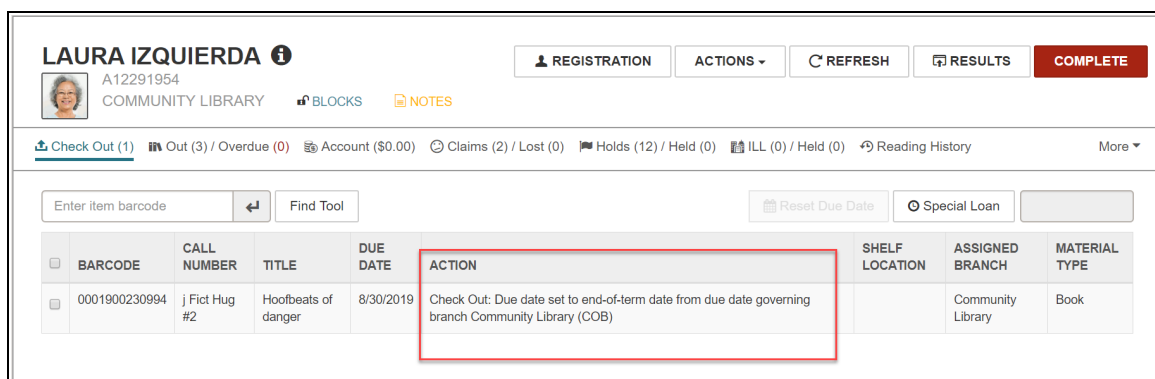 LAURA IZQUIERDA
A12291954
COMMUNITY LIBRARY BLOCKS NOTES
REGISTRATION ACTIONS REFRESH RESULTS COMPLETE
Check Out (1) Out (3) / Overdue (0) Account ($0.00) Claims (2) / Lost (0) Holds (12) / Held (0) ILL (0) / Held (0) Reading History More
Enter item barcode Find Tool Reset Due Date Special Loan
BARCODE CALL NUMBER TITLE DUE DATE ACTION SHELF LOCATION ASSIGNED BRANCH MATERIAL TYPE
0001900230994 j Fict Hug #2 Hoofbeats of danger 8/30/2019 Check Out: Due date set to end-of-term date from due date governing branch Community Library (COB) Community Library Book